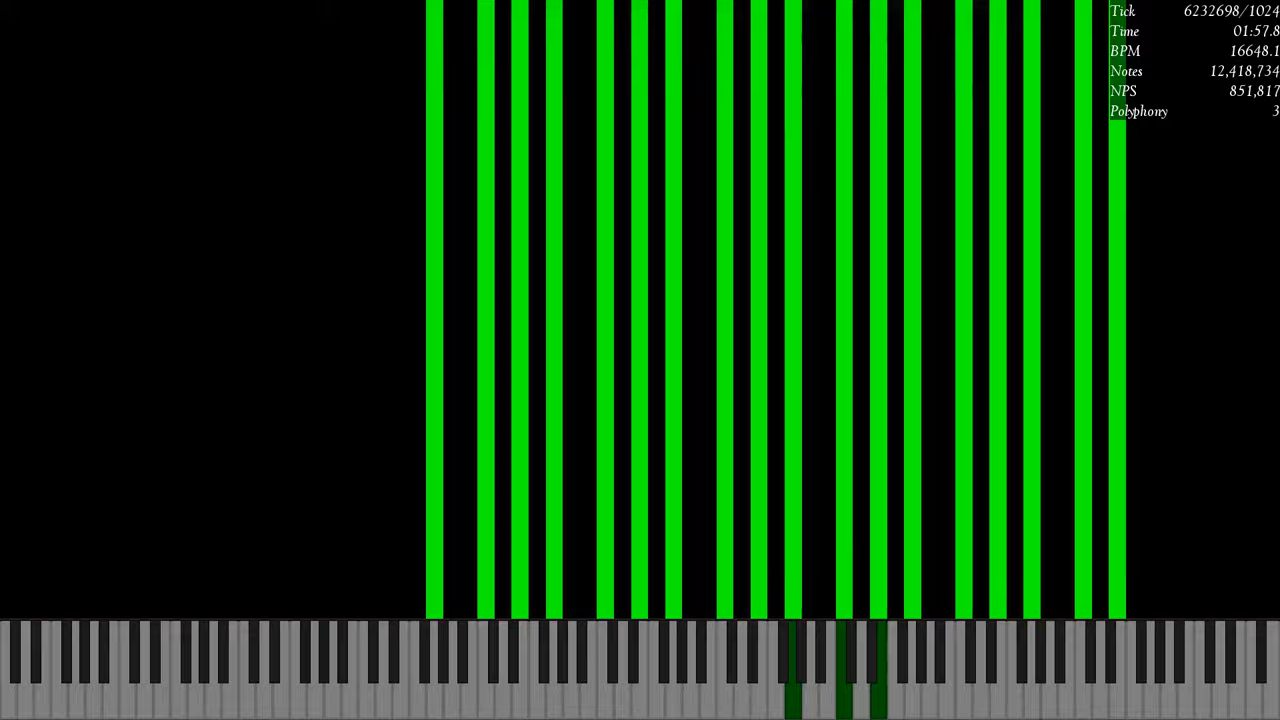 Tick 6232698/1024
Time 01:57.8
BPM 16648.1
Notes 12,418,734
NPS 851,817
Polyphony 3